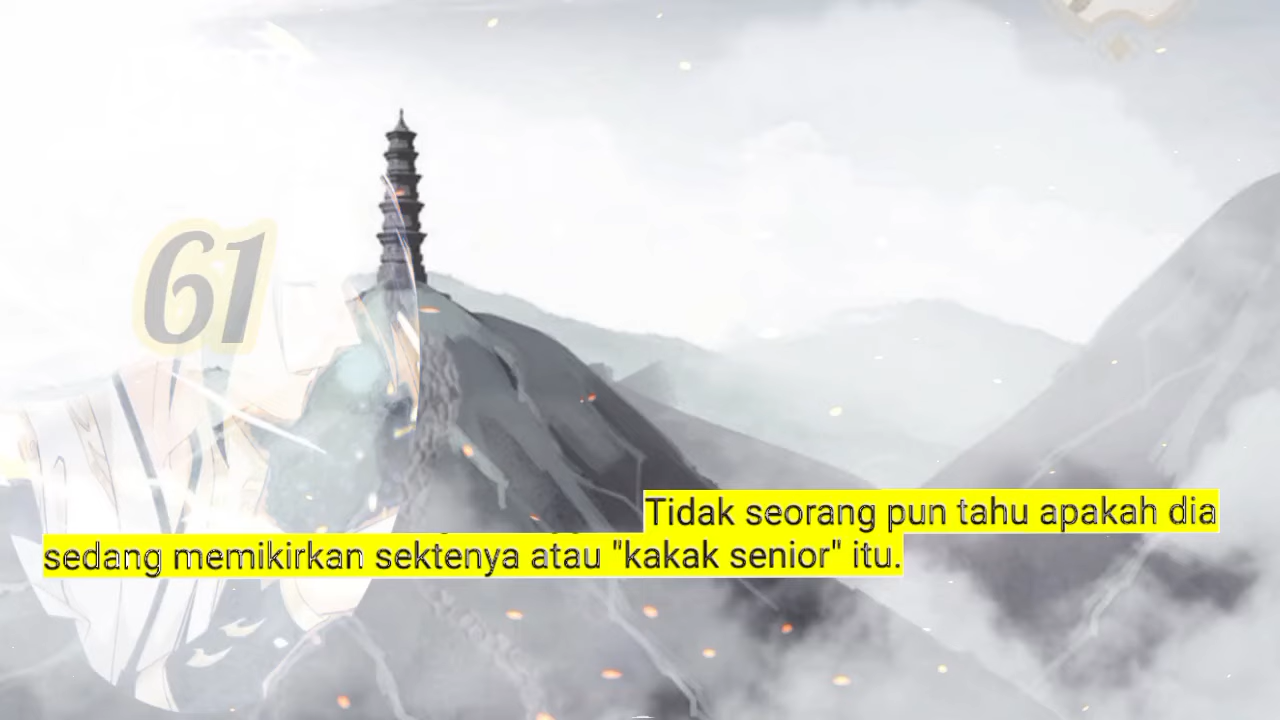 61
Tidak seorang pun tahu apakah dia
sedang memikirkan sektenya atau "kakak senior" itu.